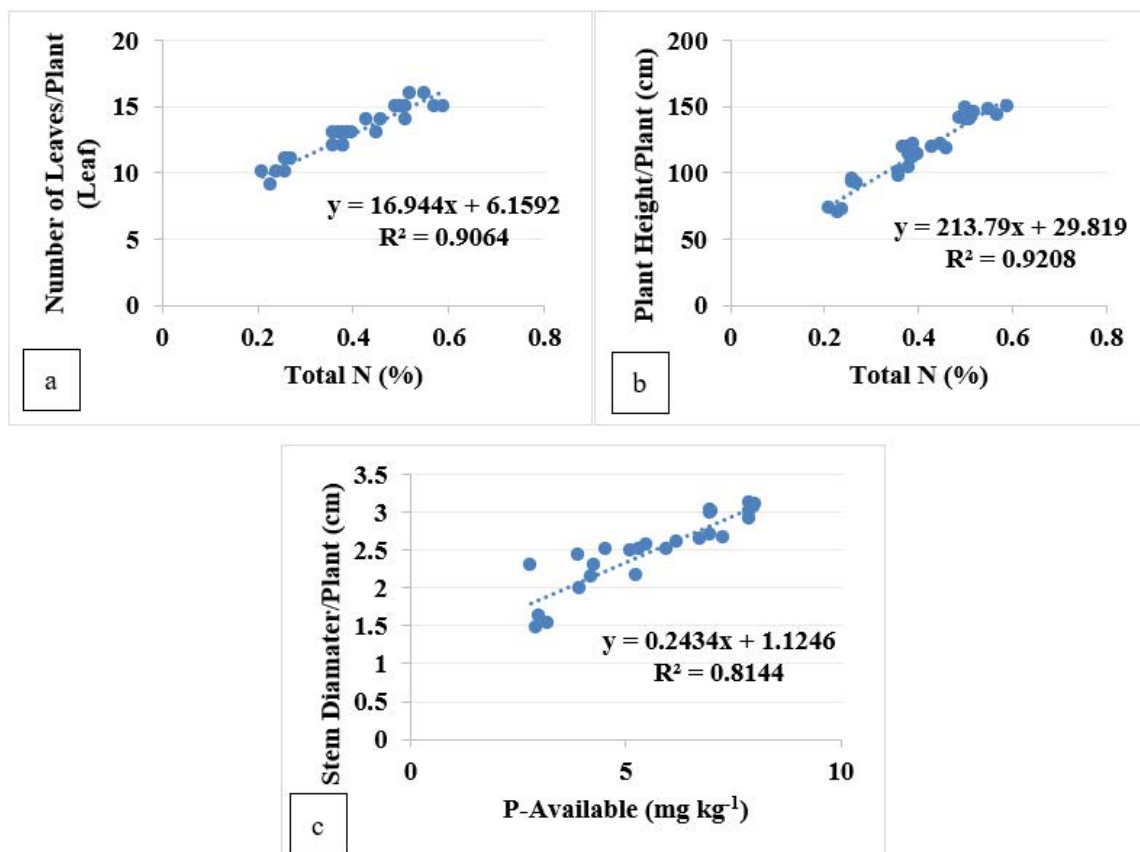 Number of Leaves/Plant
(Leaf)
20
15
10
5
0
y = 16.944x + 6.1592
R² = 0.9064
0 0.2 0.4 0.6 0.8
Total N (%)
a
Plant Height/Plant (cm)
200
150
100
50
0
y = 213.79x + 29.819
R² = 0.9208
0 0.2 0.4 0.6 0.8
Total N (%)
b
Stem Diamater/Plant (cm)
3.5
3
2.5
2
1.5
1
0.5
0
y = 0.2434x + 1.1246
R² = 0.8144
0 5 10
P-Available (mg kg⁻¹)
c